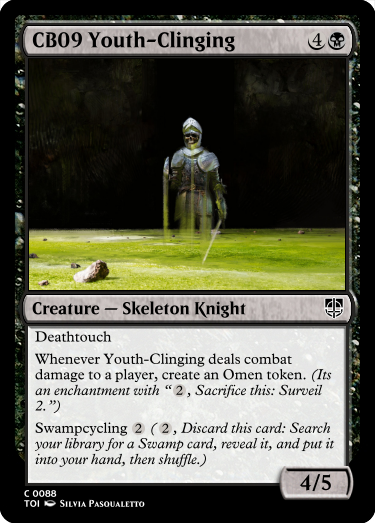 CB09 Youth-Clinging 4
Creature — Skeleton Knight
Deathtouch
Whenever Youth-Clinging deals combat
damage to a player, create an Omen token. (Its
an enchantment with “ 2 , Sacrifice this: Surveil
2.”)
Swampcycling 2 ( 2 , Discard this card: Search
your library for a Swamp card, reveal it, and put it
into your hand, then shuffle.)
4/5
C 0088
TOI Silvia Pasqualetto